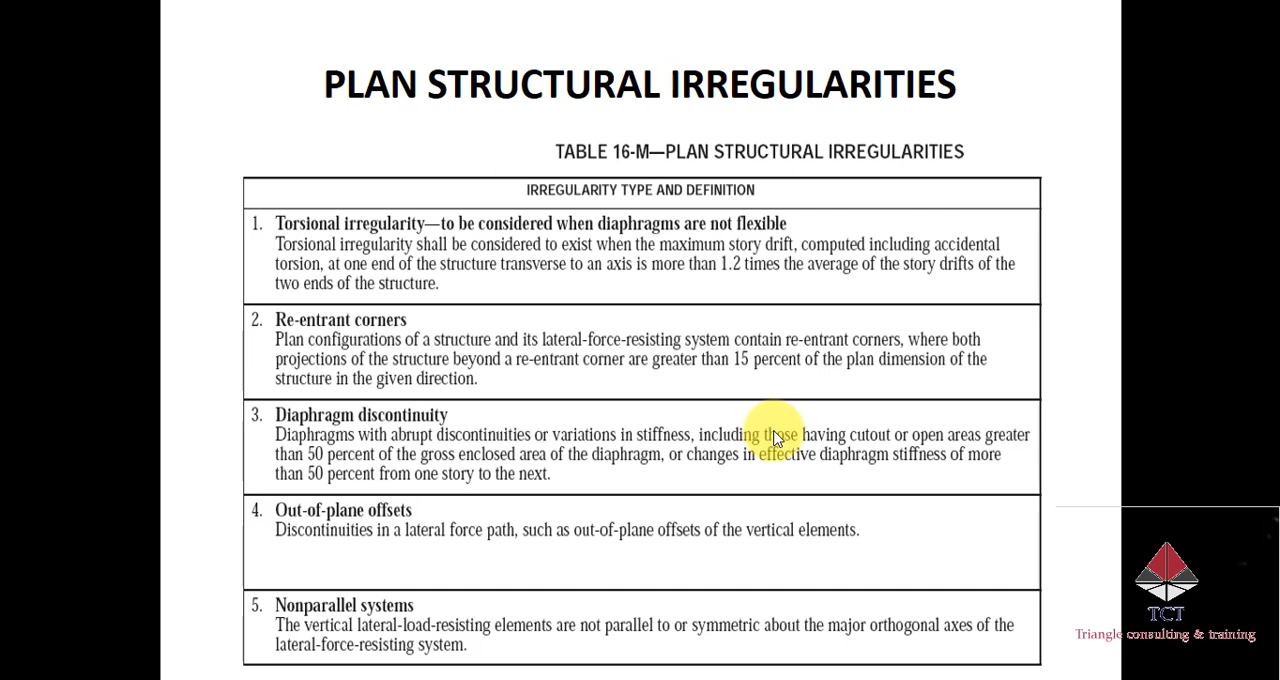 PLAN STRUCTURAL IRREGULARITIES
TABLE 16-M—PLAN STRUCTURAL IRREGULARITIES
IRREGULARITY TYPE AND DEFINITION
1. Torsional irregularity—to be considered when diaphragms are not flexible
Torsional irregularity shall be considered to exist when the maximum story drift, computed including accidental
torsion, at one end of the structure transverse to an axis is more than 1.2 times the average of the story drifts of the
two ends of the structure.
2. Re-entrant corners
Plan configurations of a structure and its lateral-force-resisting system contain re-entrant corners, where both
projections of the structure beyond a re-entrant corner are greater than 15 percent of the plan dimension of the
structure in the given direction.
3. Diaphragm discontinuity
Diaphragms with abrupt discontinuities or variations in stiffness, including those having cutout or open areas greater
than 50 percent of the gross enclosed area of the diaphragm, or changes in effective diaphragm stiffness of more
than 50 percent from one story to the next.
4. Out-of-plane offsets
Discontinuities in a lateral force path, such as out-of-plane offsets of the vertical elements.
5. Nonparallel systems
The vertical lateral-load-resisting elements are not parallel to or symmetric about the major orthogonal axes of the
lateral-force-resisting system.
TCT
Triangle consulting & training